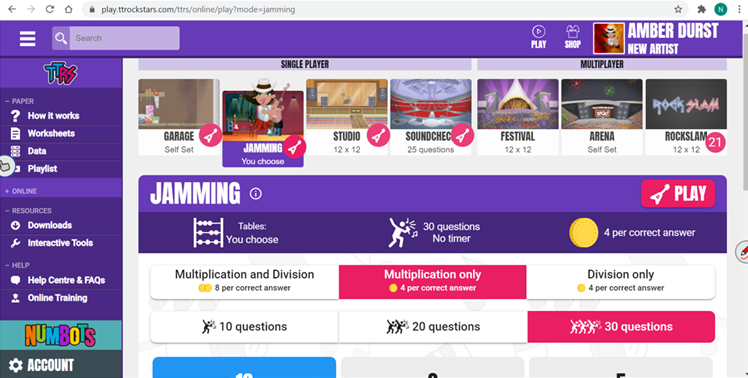 play.ttrockstars.com/ttrs/online/play?mode=jamming
N
Search
PLAY
SHOP
AMBER DURST
NEW ARTIST
TTRS
SINGLE PLAYER
MULTIPLAYER
– PAPER
How it works
Worksheets
Data
Playlist
+ ONLINE
– RESOURCES
Downloads
Interactive Tools
– HELP
Help Centre & FAQs
Online Training
NUMBOTS
ACCOUNT
GARAGE
Self Set
JAMMING
You choose
STUDIO
12 x 12
SOUNDCHEC
25 questions
FESTIVAL
12 x 12
ARENA
Self Set
ROCK SLAM
ROCKSLAM
12 x 12
21
JAMMING
PLAY
Tables:
You choose
30 questions
No timer
4 per correct answer
Multiplication and Division
8 per correct answer
Multiplication only
4 per correct answer
Division only
4 per correct answer
10 questions
20 questions
30 questions